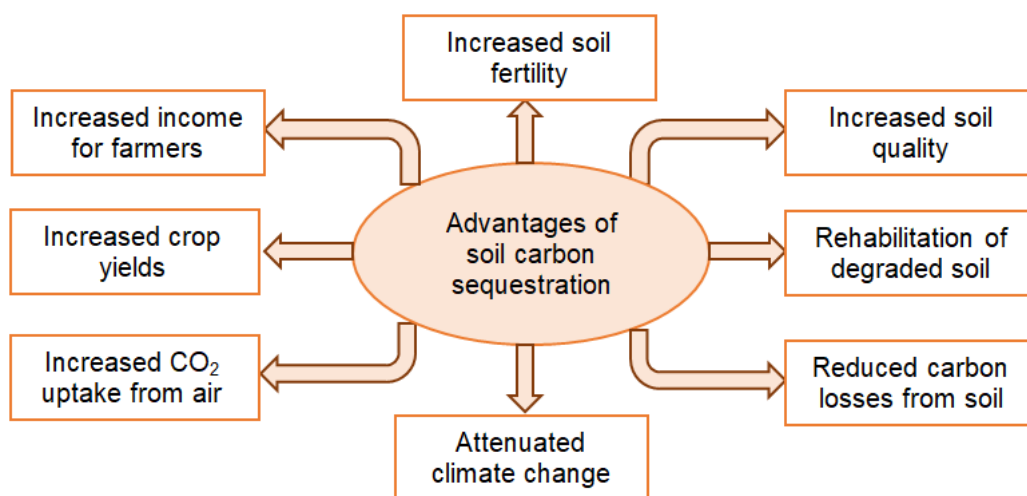 Increased soil
fertility
Increased income
for farmers
Increased soil
quality
Advantages of
soil carbon
sequestration
Increased crop
yields
Rehabilitation of
degraded soil
Increased CO₂
uptake from air
Reduced carbon
losses from soil
Attenuated
climate change